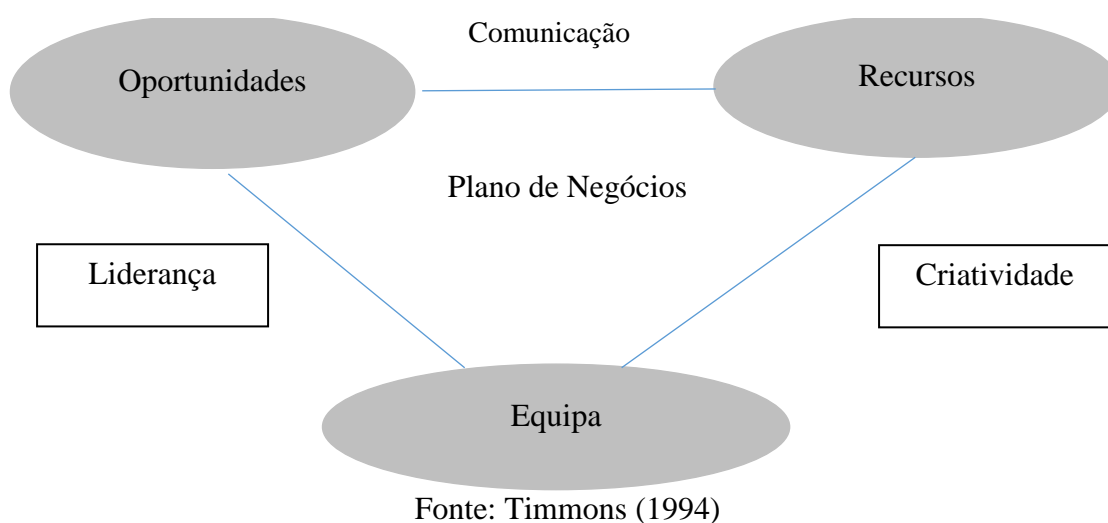 Comunicação
Oportunidades
Recursos
Plano de Negócios
Liderança
Criatividade
Equipa
Fonte: Timmons (1994)